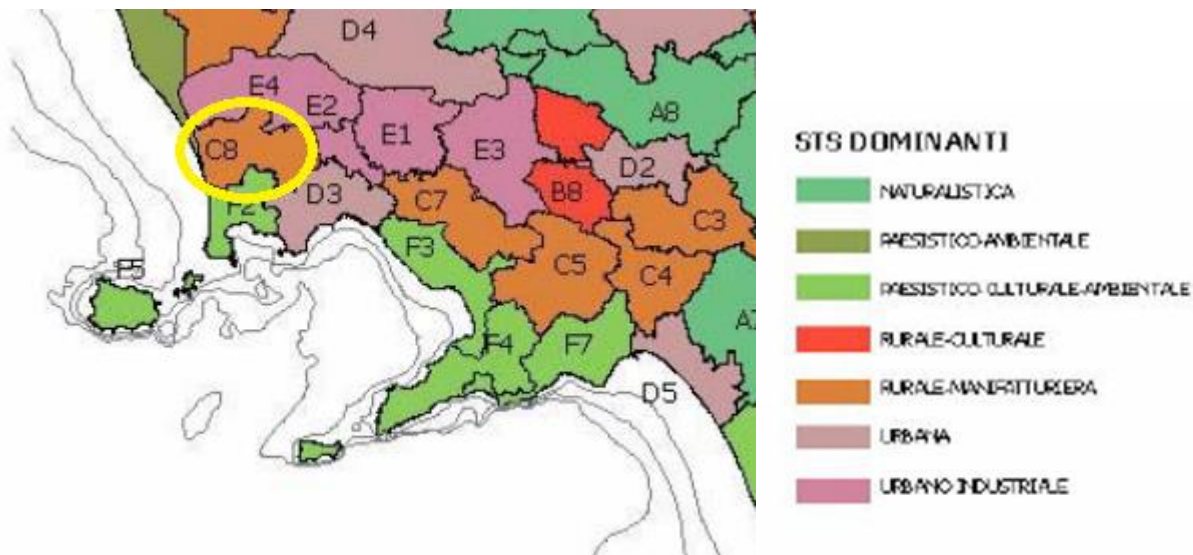 D4
E4
E2
E1
E3
A8
C8
D2
B8
D3
C7
C3
F2
F3
C5
C4
F5
F4
F7
D5
STS DOMINANTI
NATURALISTICA
PAESISTICO-AMBIENTALE
PAESISTICO-CULTURALE-AMBIENTALE
RURALE-CULTURALE
RURALE-MANIFATTURIERA
URBANA
URBANO INDUSTRIALE